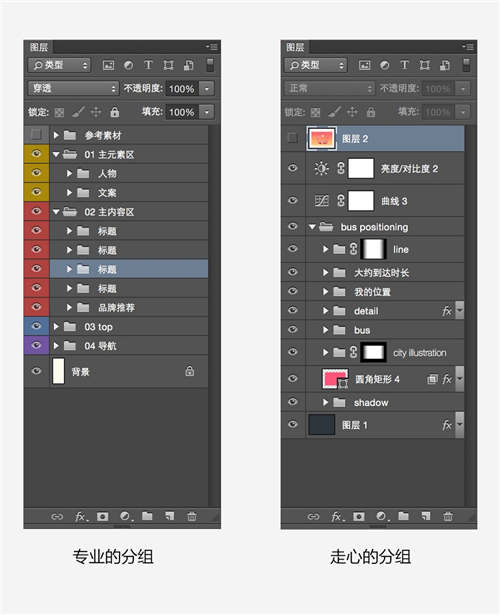 图层
类型
穿透 不透明度: 100%
锁定: 填充: 100%
参考素材
01 主元素区
人物
文案
02 主内容区
标题
标题
标题
标题
品牌推荐
03 top
04 导航
背景
fx
专业的分组
图层
类型
正常 不透明度: 100%
锁定: 填充: 100%
图层 2
亮度/对比度 2
曲线 3
bus positioning
line
大约到达时长
我的位置
detail fx
bus
city illustration
圆角矩形 4 fx
shadow
图层 1 fx
fx
走心的分组